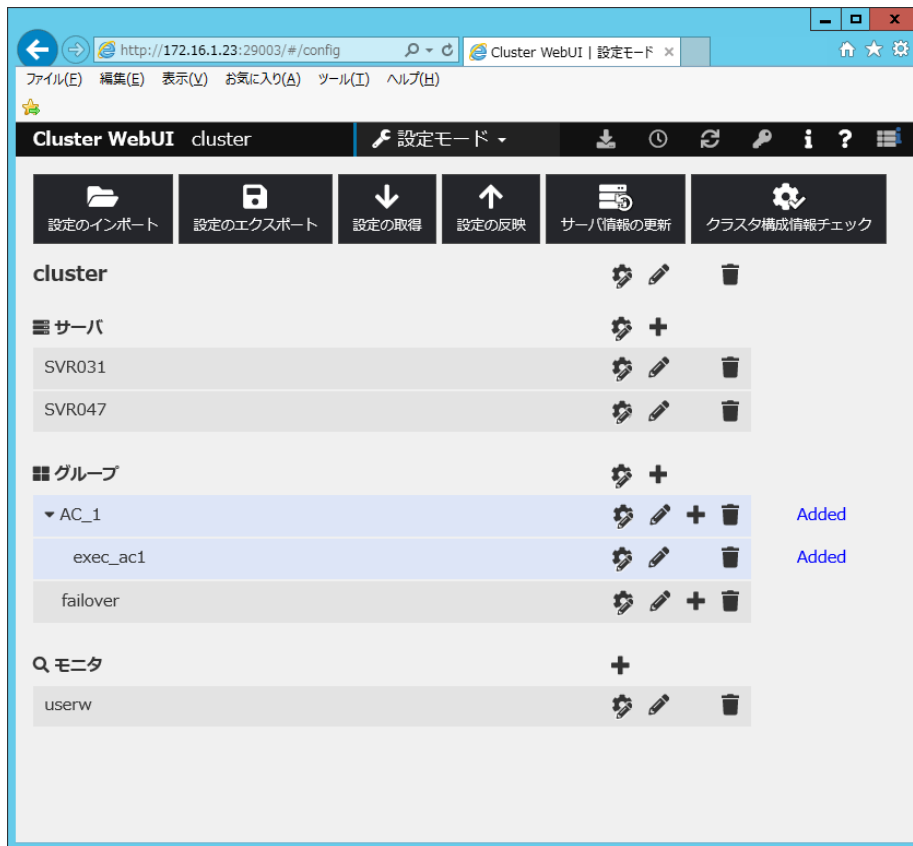 x
http://172.16.1.23:29003/#/config
Cluster WebUI | 設定モード ×
ファイル(F) 編集(E) 表示(V) お気に入り(A) ツール(T) ヘルプ(H)
Cluster WebUI cluster 設定モード
設定のインポート 設定のエクスポート 設定の取得 設定の反映 サーバ情報の更新 クラスタ構成情報チェック
cluster
サーバ
SVR031
SVR047
グループ
AC_1 Added
exec_ac1 Added
failover
モニタ
userw